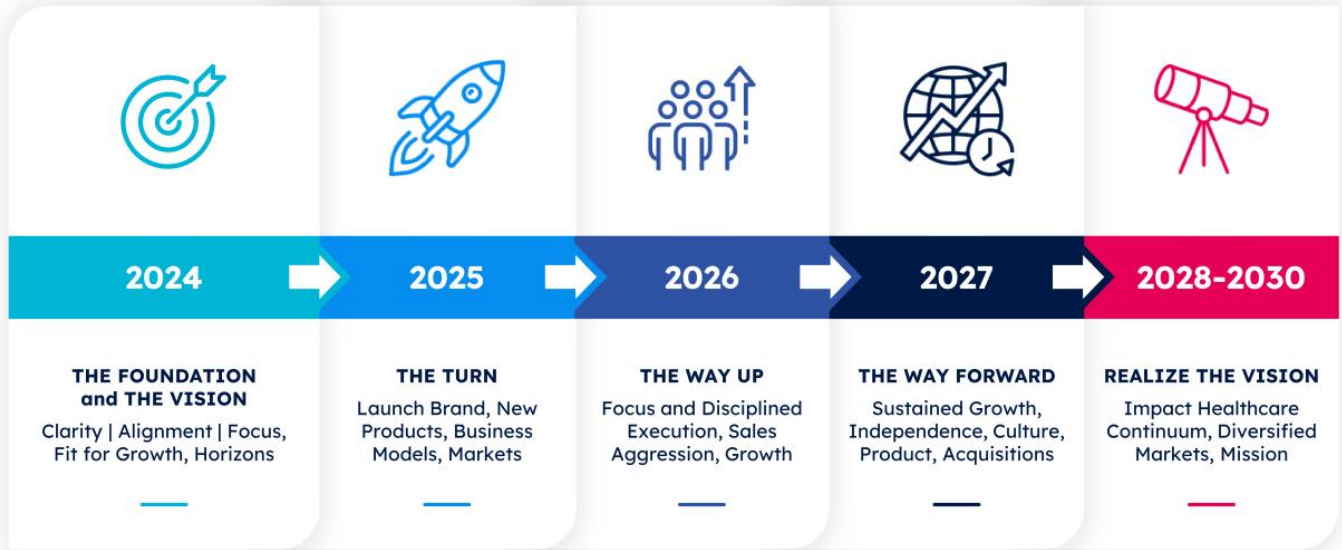 2024
THE FOUNDATION
and THE VISION
Clarity | Alignment | Focus,
Fit for Growth, Horizons
2025
THE TURN
Launch Brand, New
Products, Business
Models, Markets
2026
THE WAY UP
Focus and Disciplined
Execution, Sales
Aggression, Growth
2027
THE WAY FORWARD
Sustained Growth,
Independence, Culture,
Product, Acquisitions
2028-2030
REALIZE THE VISION
Impact Healthcare
Continuum, Diversified
Markets, Mission